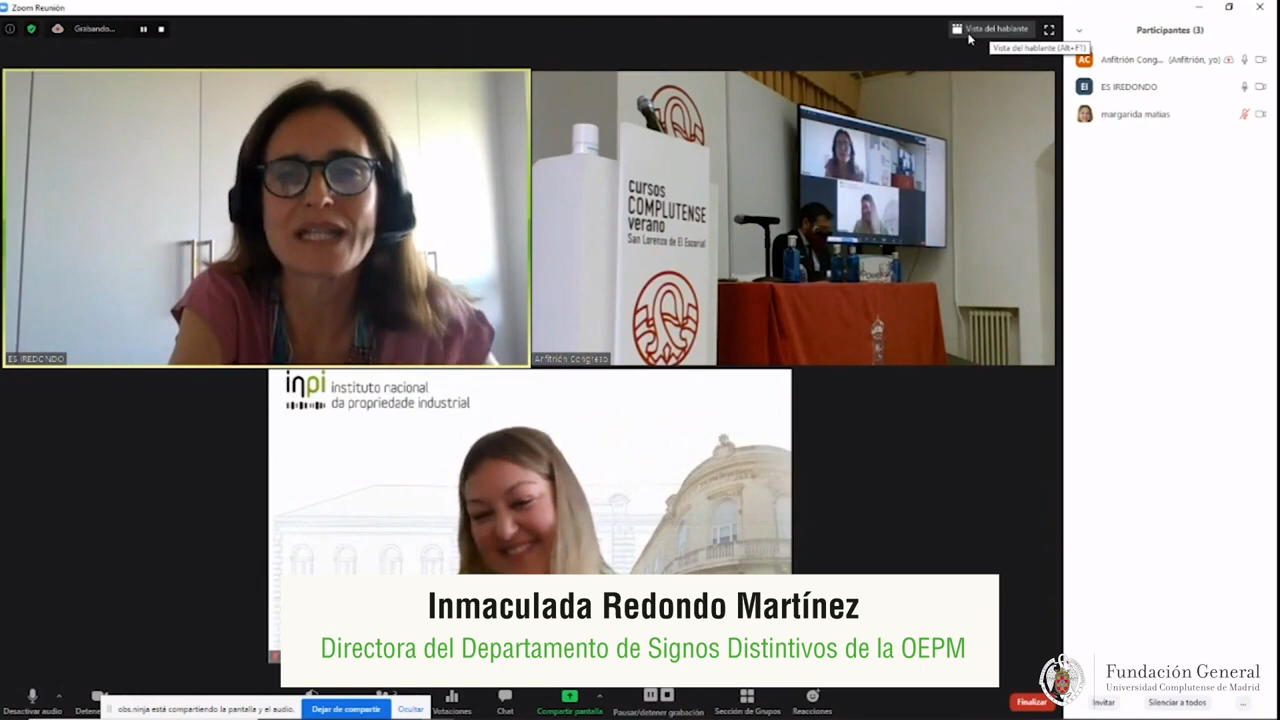 Zoom Reunión
Grabando...
Vista del hablante
Vista del hablante (Alt+F1)
Participantes (3)
AC Anfitrión Cong... (Anfitrión, yo)
EI ES IREDONDO
margarida matias
cursos
COMPLUTENSE
verano
San Lorenzo de El Escorial
ES IREDONDO
Anfitrión Congreso
inpi instituto nacional
da propriedade industrial
Inmaculada Redondo Martínez
Directora del Departamento de Signos Distintivos de la OEPM
Fundación General
Universidad Complutense de Madrid
Desactivar audio
obs.ninja está compartiendo la pantalla y el audio.
Dejar de compartir
Ocultar
Votaciones
Chat
Compartir pantalla
Pausar/detener grabación
Sección de Grupos
Reacciones
Finalizar
Invitar
Silenciar a todos
...